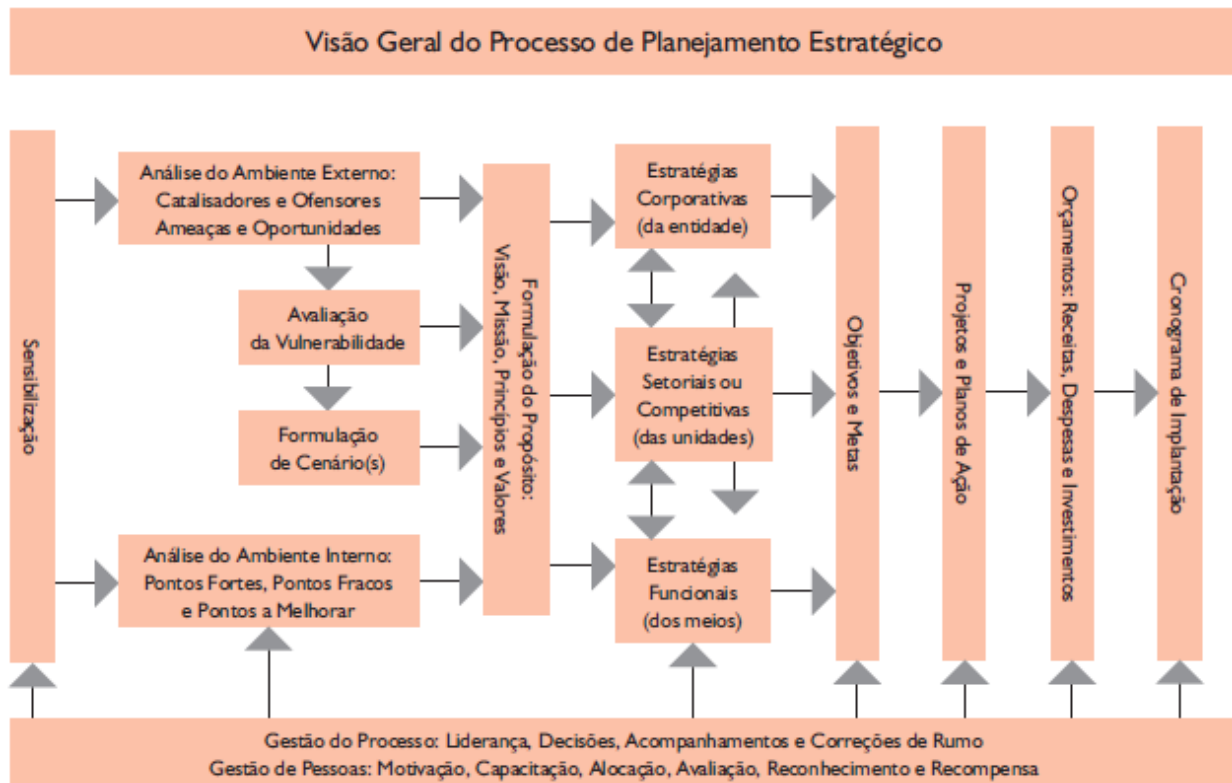 Visão Geral do Processo de Planejamento Estratégico
Sensibilização
Análise do Ambiente Externo:
Catalisadores e Ofensores
Ameaças e Oportunidades
Avaliação
da Vulnerabilidade
Formulação
de Cenário(s)
Análise do Ambiente Interno:
Pontos Fortes, Pontos Fracos
e Pontos a Melhorar
Formulação do Propósito:
Visão, Missão, Princípios e Valores
Estratégias
Corporativas
(da entidade)
Estratégias
Setoriais ou
Competitivas
(das unidades)
Estratégias
Funcionais
(dos meios)
Objetivos e Metas
Projetos e Planos de Ação
Orçamentos: Receitas, Despesas e Investimentos
Cronograma de Implantação
Gestão do Processo: Liderança, Decisões, Acompanhamentos e Correções de Rumo
Gestão de Pessoas: Motivação, Capacitação, Alocação, Avaliação, Reconhecimento e Recompensa